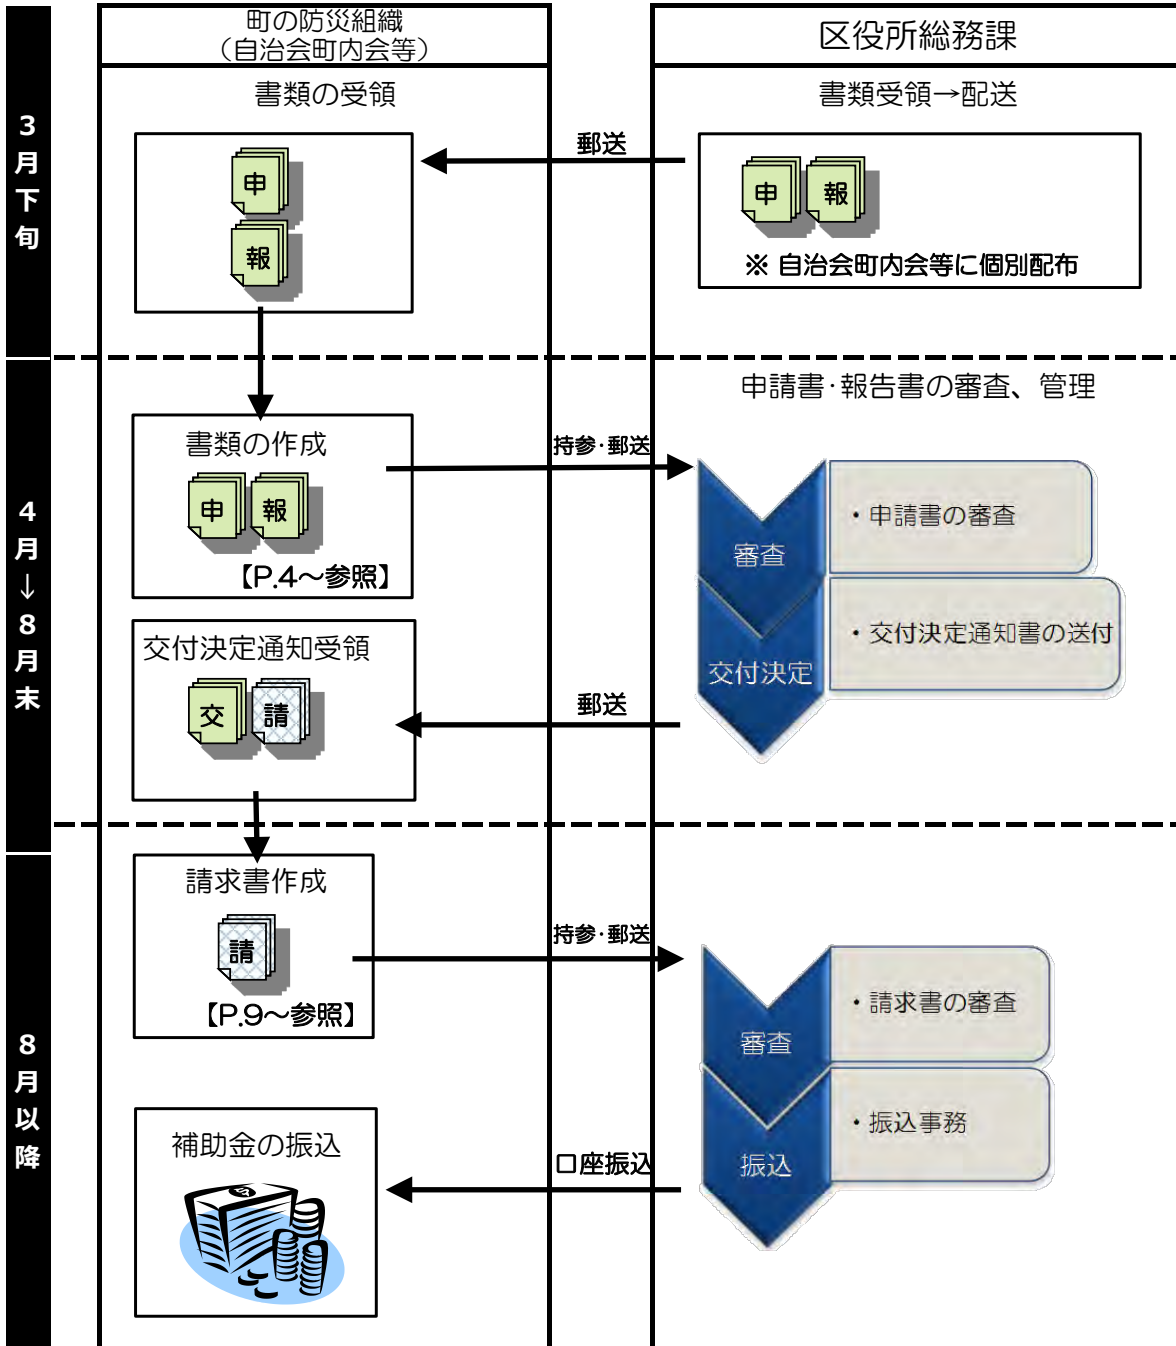 町の防災組織
（自治会町内会等）
区役所総務課
3月下旬
書類の受領
申
報
郵送
書類受領→配送
申 報
※ 自治会町内会等に個別配布
4月→8月末
書類の作成
申 報
【P.4～参照】
持参･郵送
申請書･報告書の審査、管理
審査
・申請書の審査
交付決定
・交付決定通知書の送付
交付決定通知受領
交 請
郵送
8月以降
請求書作成
請
【P.9～参照】
持参･郵送
審査
・請求書の審査
振込
・振込事務
補助金の振込
口座振込